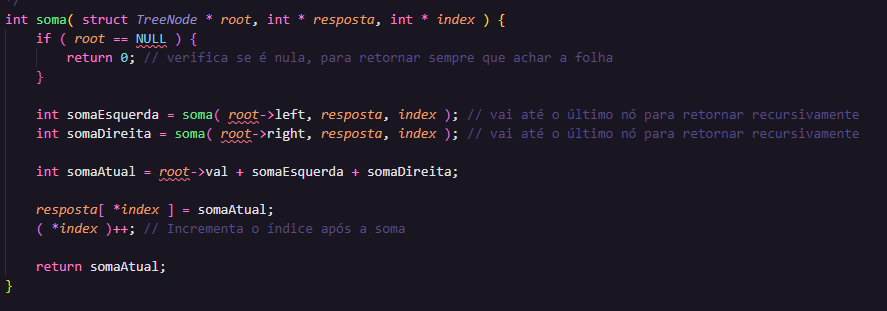 */
int soma( struct TreeNode * root, int * resposta, int * index ) {
    if ( root == NULL ) {
        return 0; // verifica se é nula, para retornar sempre que achar a folha
    }
    int somaEsquerda = soma( root->left, resposta, index ); // vai até o último nó para retornar recursivamente
    int somaDireita = soma( root->right, resposta, index ); // vai até o último nó para retornar recursivamente
    int somaAtual = root->val + somaEsquerda + somaDireita;
    resposta[ *index ] = somaAtual;
    ( *index )++; // Incrementa o índice após a soma
    return somaAtual;
}